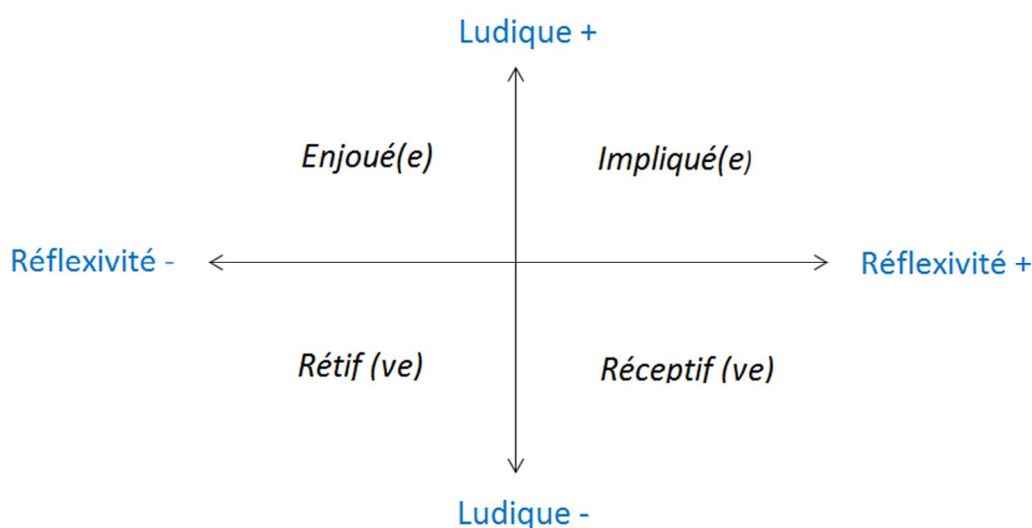 Ludique +
Enjoué(e)
Impliqué(e)
Réflexivité -
Réflexivité +
Rétif (ve)
Réceptif (ve)
Ludique -